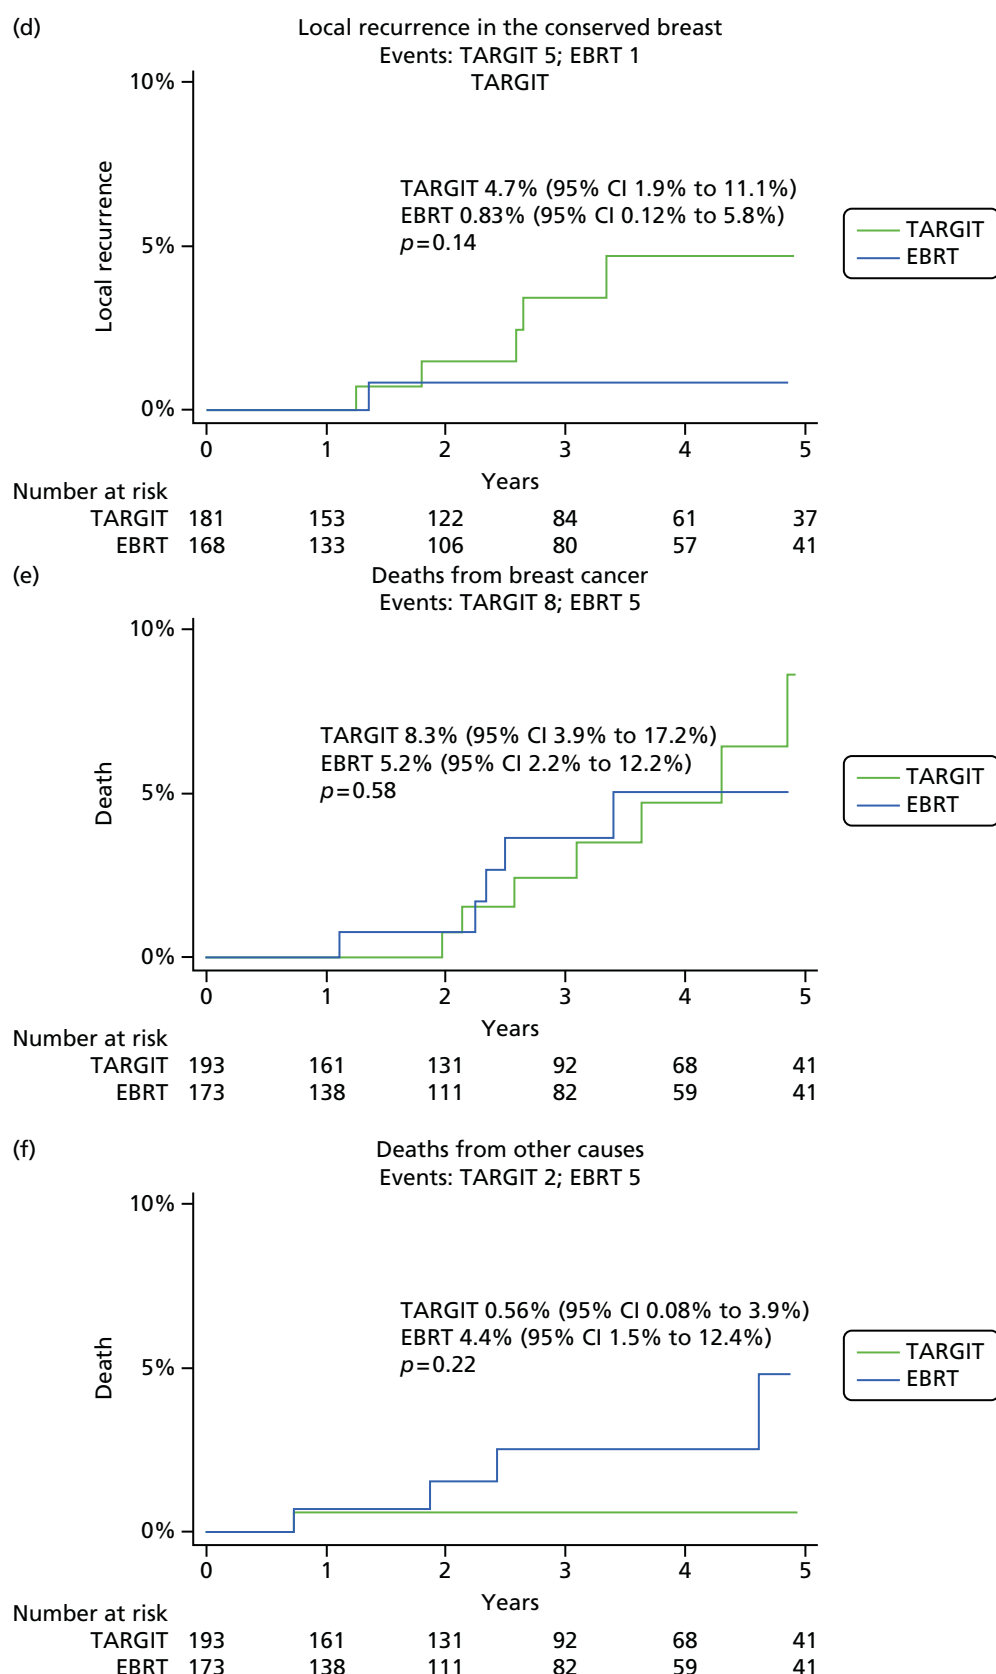 (d)
Local recurrence in the conserved breast
Events: TARGIT 5; EBRT 1
TARGIT
10%
5%
0%
Local recurrence
TARGIT 4.7% (95% CI 1.9% to 11.1%)
EBRT 0.83% (95% CI 0.12% to 5.8%)
p=0.14
TARGIT
EBRT
0 1 2 3 4 5
Years
Number at risk
TARGIT 181 153 122 84 61 37
EBRT 168 133 106 80 57 41
(e)
Deaths from breast cancer
Events: TARGIT 8; EBRT 5
10%
5%
0%
Death
TARGIT 8.3% (95% CI 3.9% to 17.2%)
EBRT 5.2% (95% CI 2.2% to 12.2%)
p=0.58
TARGIT
EBRT
0 1 2 3 4 5
Years
Number at risk
TARGIT 193 161 131 92 68 41
EBRT 173 138 111 82 59 41
(f)
Deaths from other causes
Events: TARGIT 2; EBRT 5
10%
5%
0%
Death
TARGIT 0.56% (95% CI 0.08% to 3.9%)
EBRT 4.4% (95% CI 1.5% to 12.4%)
p=0.22
TARGIT
EBRT
0 1 2 3 4 5
Years
Number at risk
TARGIT 193 161 131 92 68 41
EBRT 173 138 111 82 59 41